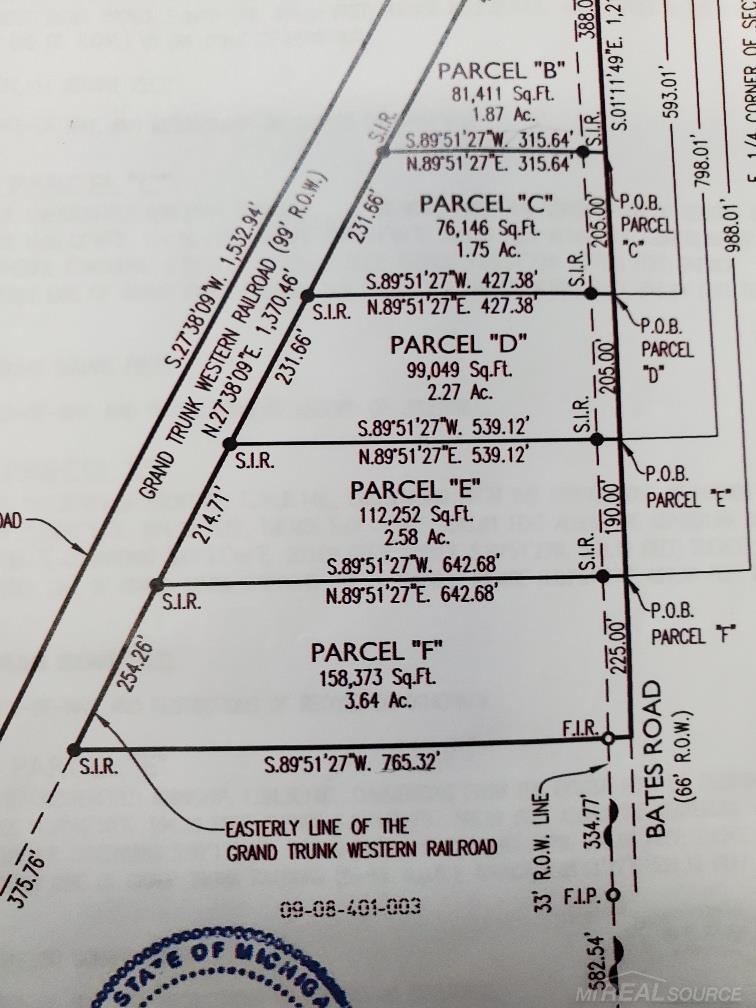 388.0
S.01°11'49"E. 1,21
593.01'
798.01'
988.01'
E. 1/4 CORNER OF SEC
PARCEL "B"
81,411 Sq.Ft.
1.87 Ac.
S.I.R.
S.I.R.
S.89°51'27"W. 315.64'
N.89°51'27"E. 315.64'
PARCEL "C"
76,146 Sq.Ft.
1.75 Ac.
231.66'
205.00'
P.O.B.
PARCEL
"C"
S.27°38'09"W. 1,532.94'
GRAND TRUNK WESTERN RAILROAD (99' R.O.W.)
N.27°38'09"E. 1,370.46'
S.I.R.
S.I.R.
S.89°51'27"W. 427.38'
N.89°51'27"E. 427.38'
PARCEL "D"
99,049 Sq.Ft.
2.27 Ac.
231.66'
205.00'
P.O.B.
PARCEL
"D"
S.I.R.
S.I.R.
S.89°51'27"W. 539.12'
N.89°51'27"E. 539.12'
PARCEL "E"
112,252 Sq.Ft.
2.58 Ac.
214.71'
190.00'
P.O.B.
PARCEL "E"
OAD
S.I.R.
S.I.R.
S.89°51'27"W. 642.68'
N.89°51'27"E. 642.68'
PARCEL "F"
158,373 Sq.Ft.
3.64 Ac.
254.26'
225.00'
P.O.B.
PARCEL "F"
S.I.R.
F.I.R.
S.89°51'27"W. 765.32'
BATES ROAD
(66' R.O.W.)
EASTERLY LINE OF THE
GRAND TRUNK WESTERN RAILROAD
375.76'
33' R.O.W. LINE
334.77'
F.I.P.
582.54'
09-08-401-003
STATE OF MICHIGA
MIREALSOURCE